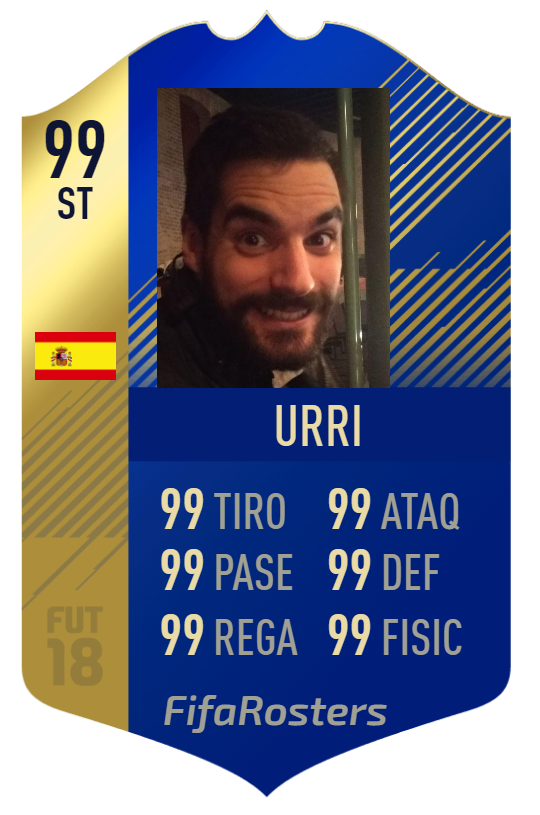 99
ST
URRI
99 TIRO 99 ATAQ
99 PASE 99 DEF
99 REGA 99 FISIC
FUT
18
FifaRosters